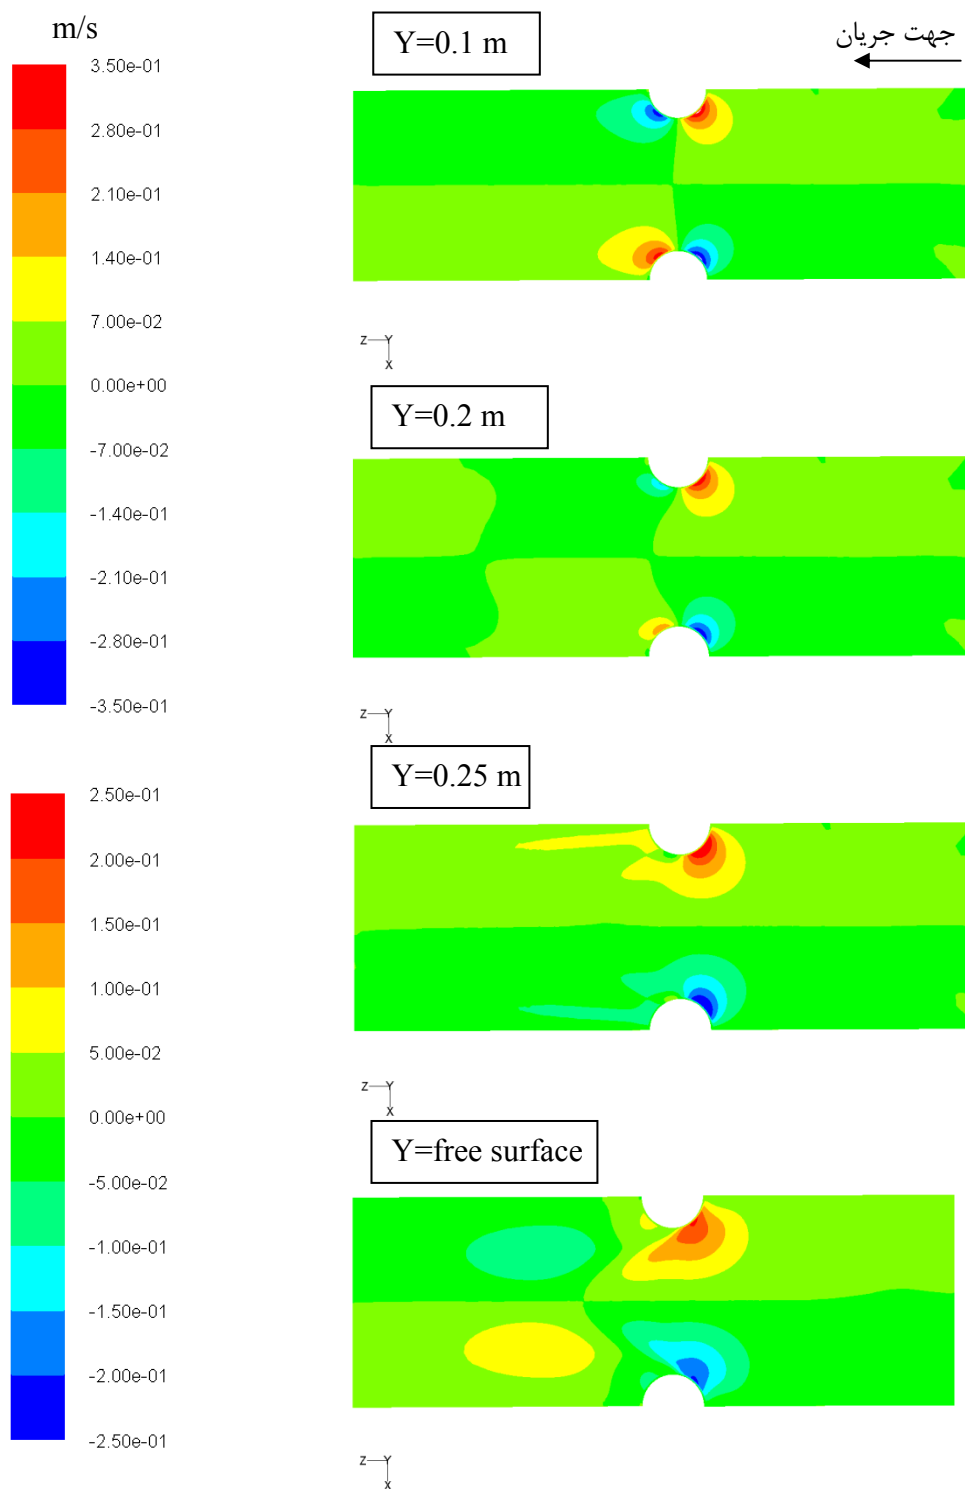 m/s
Y=0.1 m
جهت جریان
3.50e-01
2.80e-01
2.10e-01
1.40e-01
7.00e-02
0.00e+00
-7.00e-02
-1.40e-01
-2.10e-01
-2.80e-01
-3.50e-01
Z Y
X
Y=0.2 m
Z Y
X
Y=0.25 m
2.50e-01
2.00e-01
1.50e-01
1.00e-01
5.00e-02
0.00e+00
-5.00e-02
-1.00e-01
-1.50e-01
-2.00e-01
-2.50e-01
Z Y
X
Y=free surface
Z Y
X